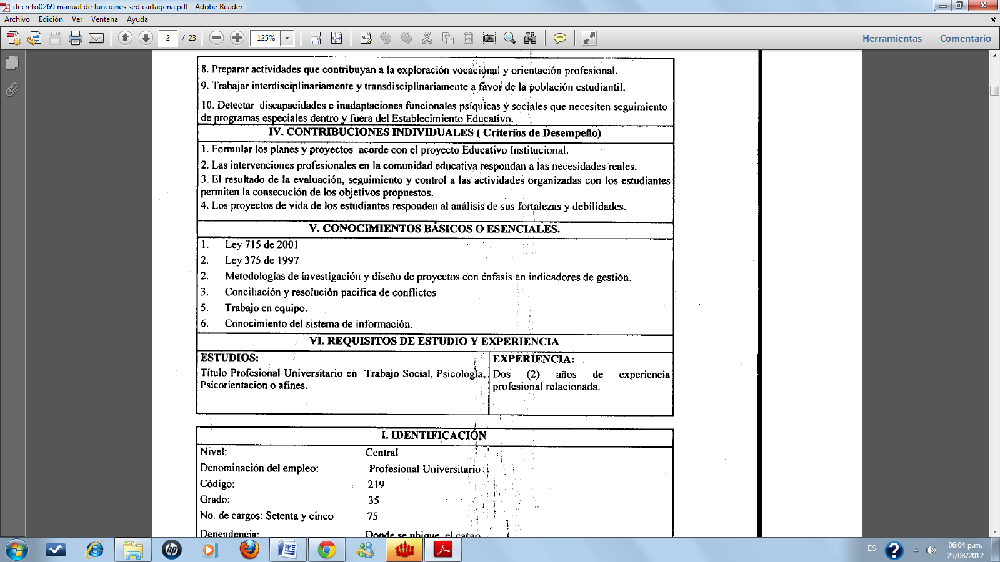 decreto0269 manual de funciones sed cartagena.pdf - Adobe Reader
Archivo Edición Ver Ventana Ayuda
2 / 23 125% Herramientas Comentario
8. Preparar actividades que contribuyan a la exploración vocacional y orientación profesional.
9. Trabajar interdisciplinariamente y transdisciplinariamente a favor de la población estudiantil.
10. Detectar discapacidades e inadaptaciones funcionales psíquicas y sociales que necesiten seguimiento
de programas especiales dentro y fuera del Establecimiento Educativo.
IV. CONTRIBUCIONES INDIVIDUALES ( Criterios de Desempeño)
1. Formular los planes y proyectos acorde con el proyecto Educativo Institucional.
2. Las intervenciones profesionales en la comunidad educativa respondan a las necesidades reales.
3. El resultado de la evaluación, seguimiento y control a las actividades organizadas con los estudiantes
permiten la consecución de los objetivos propuestos.
4. Los proyectos de vida de los estudiantes responden al análisis de sus fortalezas y debilidades.
V. CONOCIMIENTOS BÁSICOS O ESENCIALES.
1. Ley 715 de 2001
2. Ley 375 de 1997
2. Metodologías de investigación y diseño de proyectos con énfasis en indicadores de gestión.
3. Conciliación y resolución pacifica de conflictos
5. Trabajo en equipo.
6. Conocimiento del sistema de información.
VI. REQUISITOS DE ESTUDIO Y EXPERIENCIA
ESTUDIOS:
Título Profesional Universitario en Trabajo Social, Psicología,
Psicorientacion o afines.
EXPERIENCIA:
Dos (2) años de experiencia
profesional relacionada.
I. IDENTIFICACIÓN
Nivel: Central
Denominación del empleo: Profesional Universitario
Código: 219
Grado: 35
No. de cargos: Setenta y cinco 75
Dependencia: Donde se ubique el cargo
ES
06:04 p.m.
25/08/2012